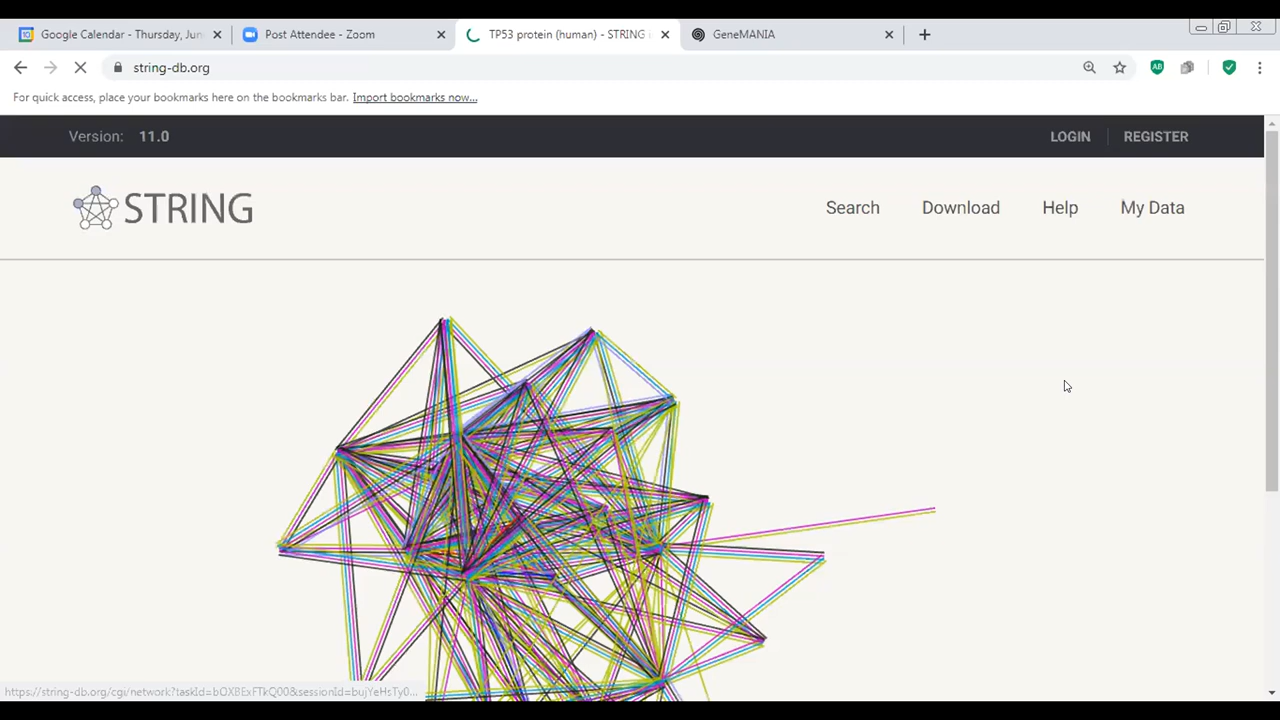 Google Calendar - Thursday, Jun
Post Attendee - Zoom
TP53 protein (human) - STRING
GeneMANIA
string-db.org
For quick access, place your bookmarks here on the bookmarks bar. Import bookmarks now...
Version: 11.0
LOGIN
REGISTER
STRING
Search
Download
Help
My Data